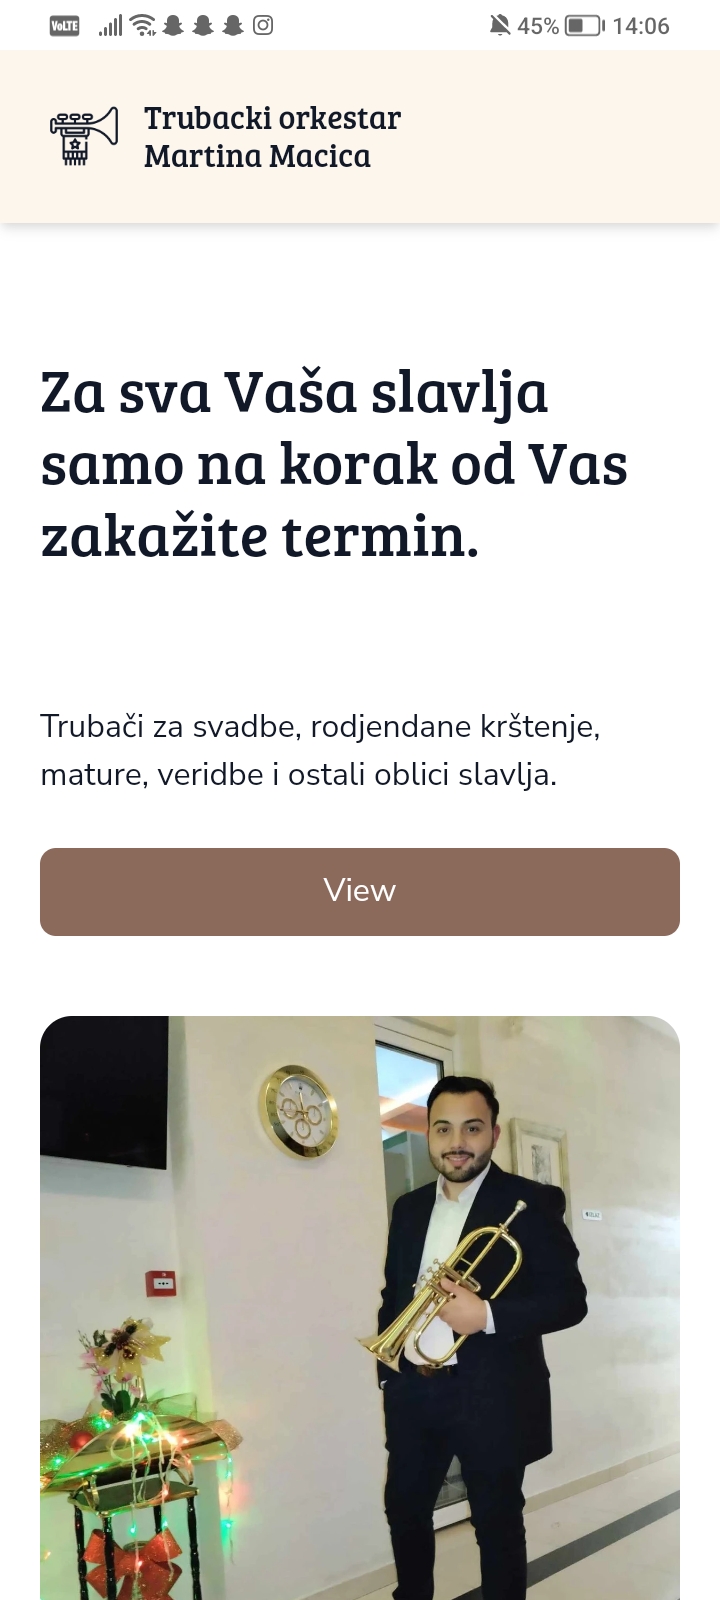 VoLTE 45% 14:06
Trubacki orkestar
Martina Macica
Za sva Vaša slavlja
samo na korak od Vas
zakažite termin.
Trubači za svadbe, rodjendane krštenje,
mature, veridbe i ostali oblici slavlja.
View